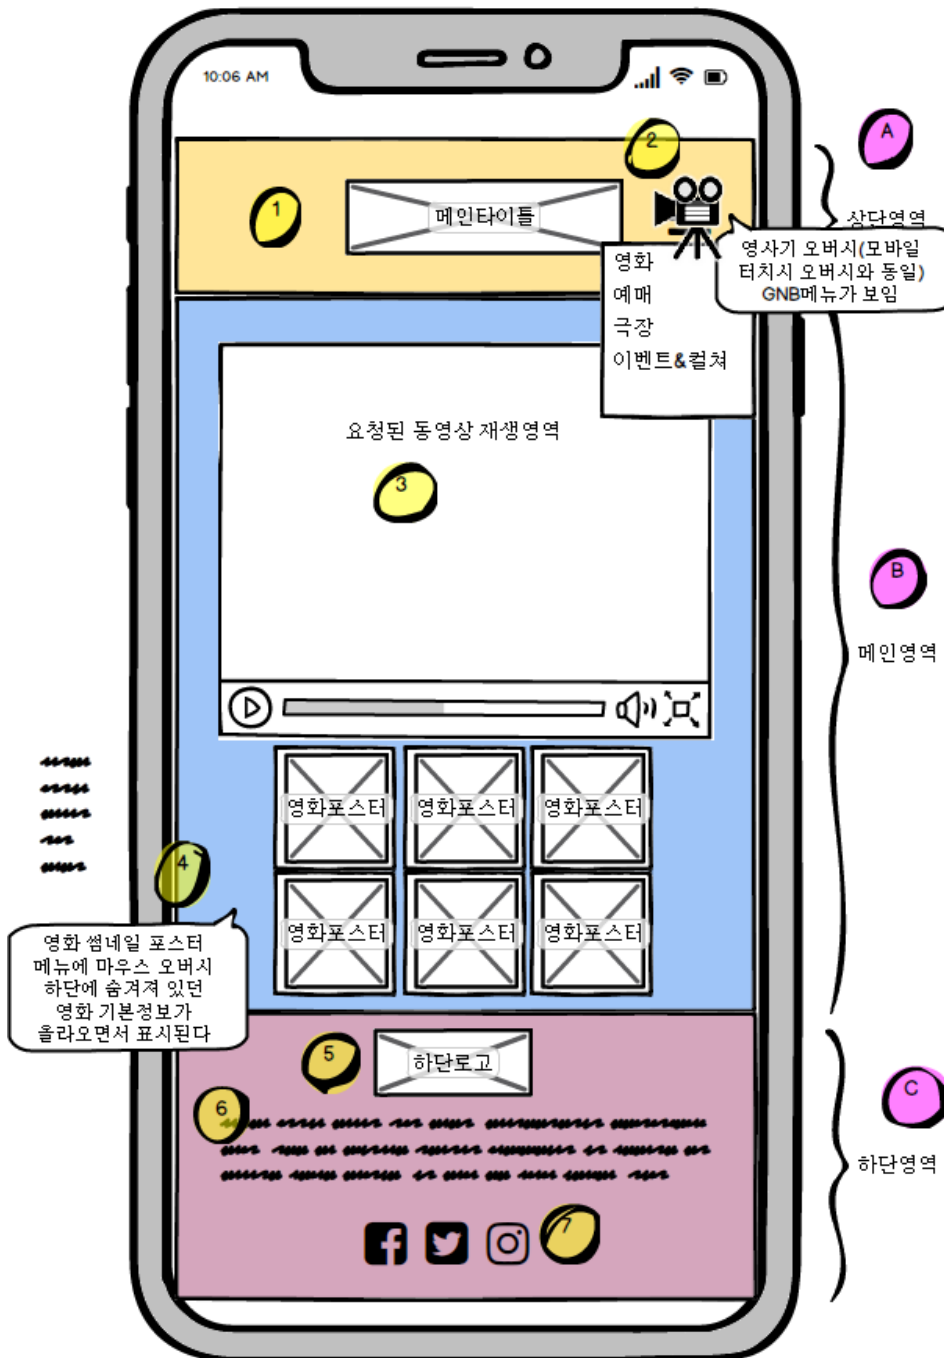 10:06 AM
A
2
1
메인타이틀
상단영역
영사기 오버시(모바일
터치시 오버시와 동일)
GNB메뉴가 보임
영화
예매
극장
이벤트&컬쳐
요청된 동영상 재생영역
3
B
메인영역
영화포스터
영화포스터
영화포스터
4
영화포스터
영화포스터
영화포스터
영화 썸네일 포스터
메뉴에 마우스 오버시
하단에 숨겨져 있던
영화 기본정보가
올라오면서 표시된다
5
하단로고
C
6
하단영역
7